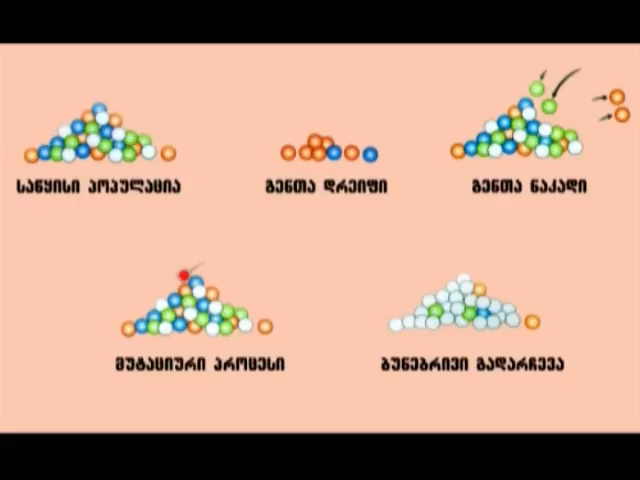 საწყისი პოპულაცია
გენთა დრეიფი
გენთა ნაკადი
მუტაციური პროცესი
ბუნებრივი გადარჩევა